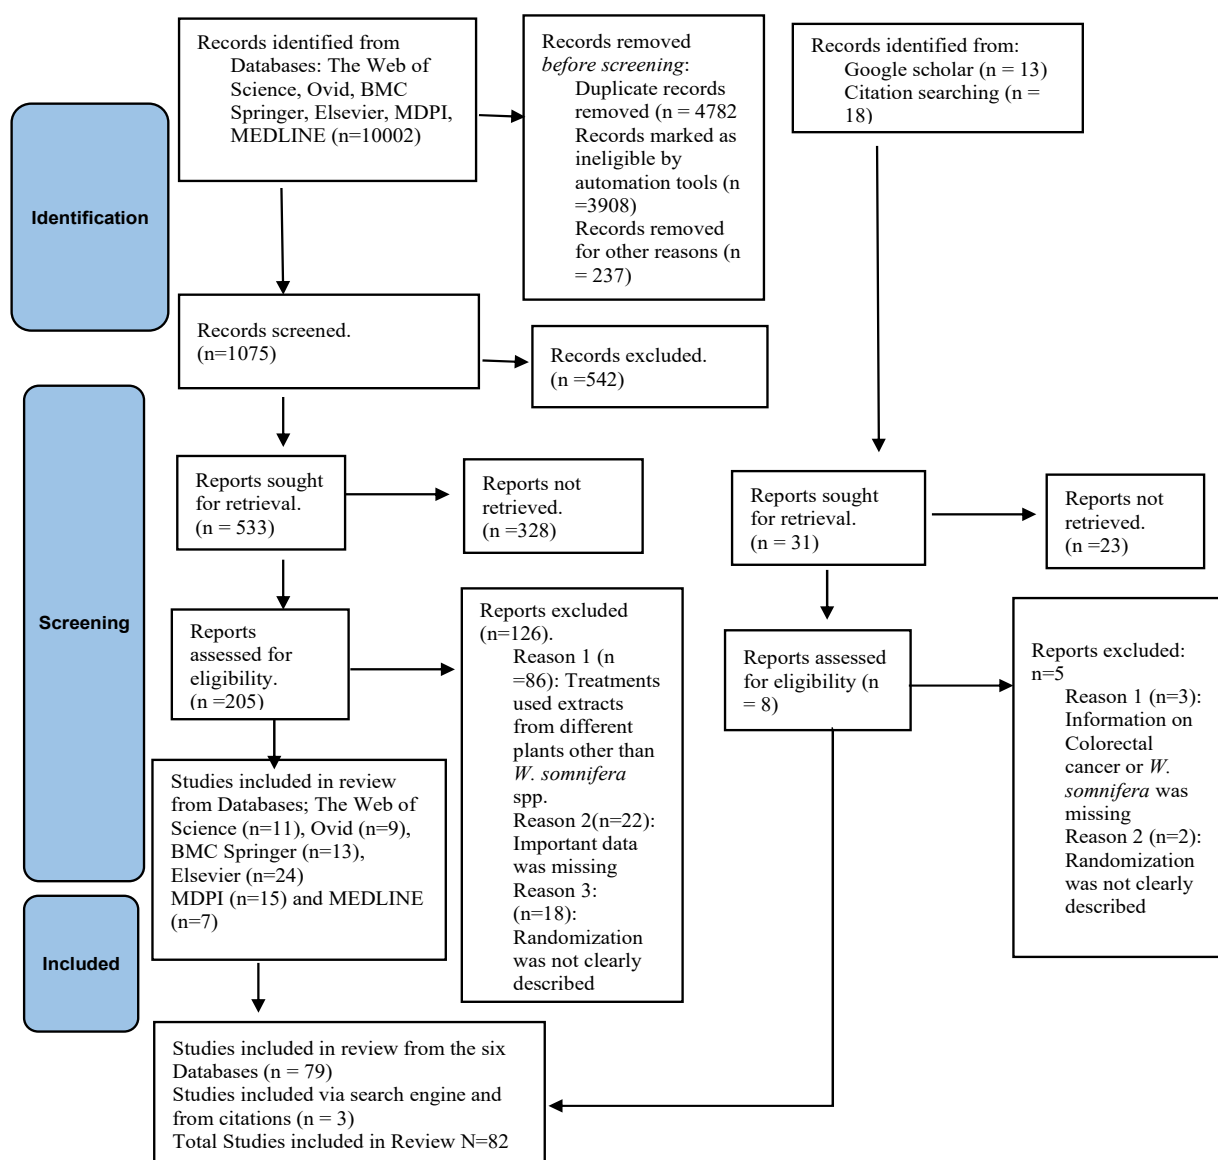 Records identified from
Databases: The Web of
Science, Ovid, BMC
Springer, Elsevier, MDPI,
MEDLINE (n=10002)
Records removed
before screening:
Duplicate records
removed (n = 4782
Records marked as
ineligible by
automation tools (n
=3908)
Records removed
for other reasons (n
= 237)
Records identified from:
Google scholar (n = 13)
Citation searching (n =
18)
Identification
Records screened.
(n=1075)
Records excluded.
(n =542)
Screening
Reports sought
for retrieval.
(n = 533)
Reports not
retrieved.
(n =328)
Reports sought
for retrieval.
(n = 31)
Reports not
retrieved.
(n =23)
Reports
assessed for
eligibility.
(n =205)
Reports excluded
(n=126).
Reason 1 (n
=86): Treatments
used extracts
from different
plants other than
W. somnifera
spp.
Reason 2(n=22):
Important data
was missing
Reason 3:
(n=18):
Randomization
was not clearly
described
Reports assessed
for eligibility (n
= 8)
Reports excluded:
n=5
Reason 1 (n=3):
Information on
Colorectal
cancer or W.
somnifera was
missing
Reason 2 (n=2):
Randomization
was not clearly
described
Studies included in review
from Databases; The Web of
Science (n=11), Ovid (n=9),
BMC Springer (n=13),
Elsevier (n=24)
MDPI (n=15) and MEDLINE
(n=7)
Included
Studies included in review from the six
Databases (n = 79)
Studies included via search engine and
from citations (n = 3)
Total Studies included in Review N=82